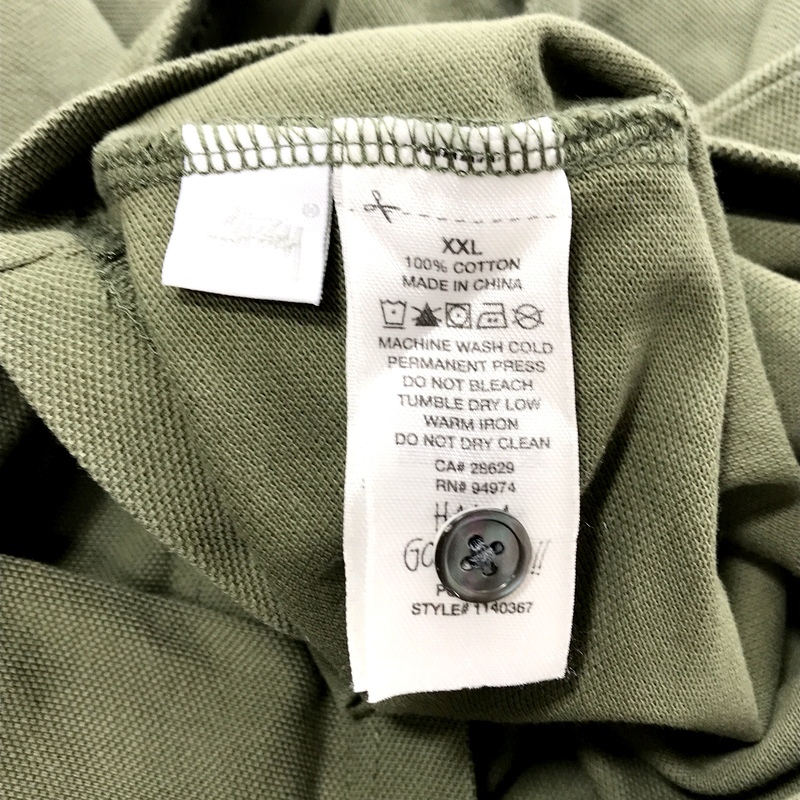 ®
XXL
100% COTTON
MADE IN CHINA
MACHINE WASH COLD
PERMANENT PRESS
DO NOT BLEACH
TUMBLE DRY LOW
WARM IRON
DO NOT DRY CLEAN
CA# 28629
RN# 94974
!!
STYLE# 1140367